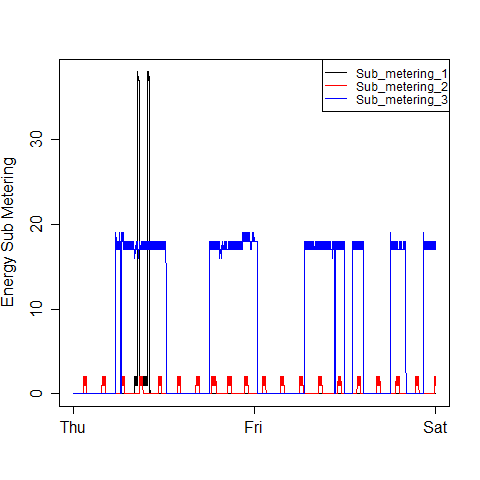 Sub_metering_1
Sub_metering_2
Sub_metering_3
Energy Sub Metering
30
20
10
0
Thu Fri Sat